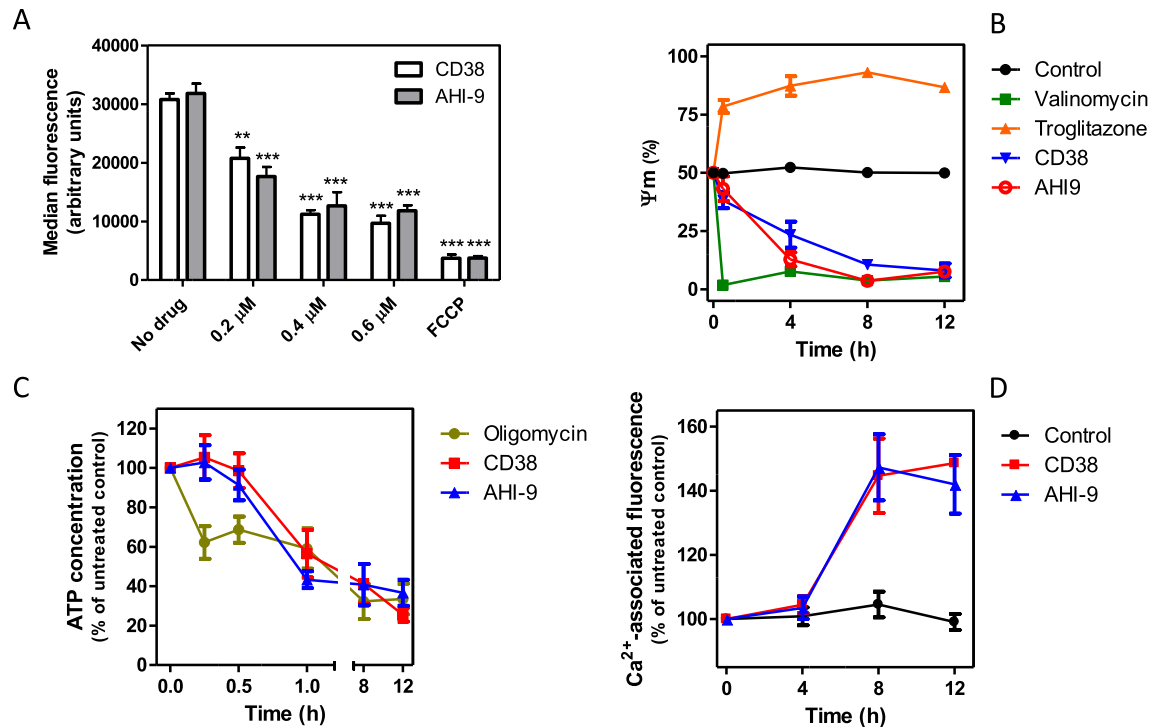 A
Median fluorescence
(arbitrary units)
40000
30000
20000
10000
0
CD38
AHI-9
**
***
***
***
***
***
***
***
No drug
0.2 μM
0.4 μM
0.6 μM
FCCP
B
Ψm (%)
100
75
50
25
0
0
4
8
12
Time (h)
Control
Valinomycin
Troglitazone
CD38
AHI9
C
ATP concentration
(% of untreated control)
120
100
80
60
40
20
0
0.0
0.5
1.0
8
12
Time (h)
Oligomycin
CD38
AHI-9
D
Ca²⁺-associated fluorescence
(% of untreated control)
160
140
120
100
0
4
8
12
Time (h)
Control
CD38
AHI-9